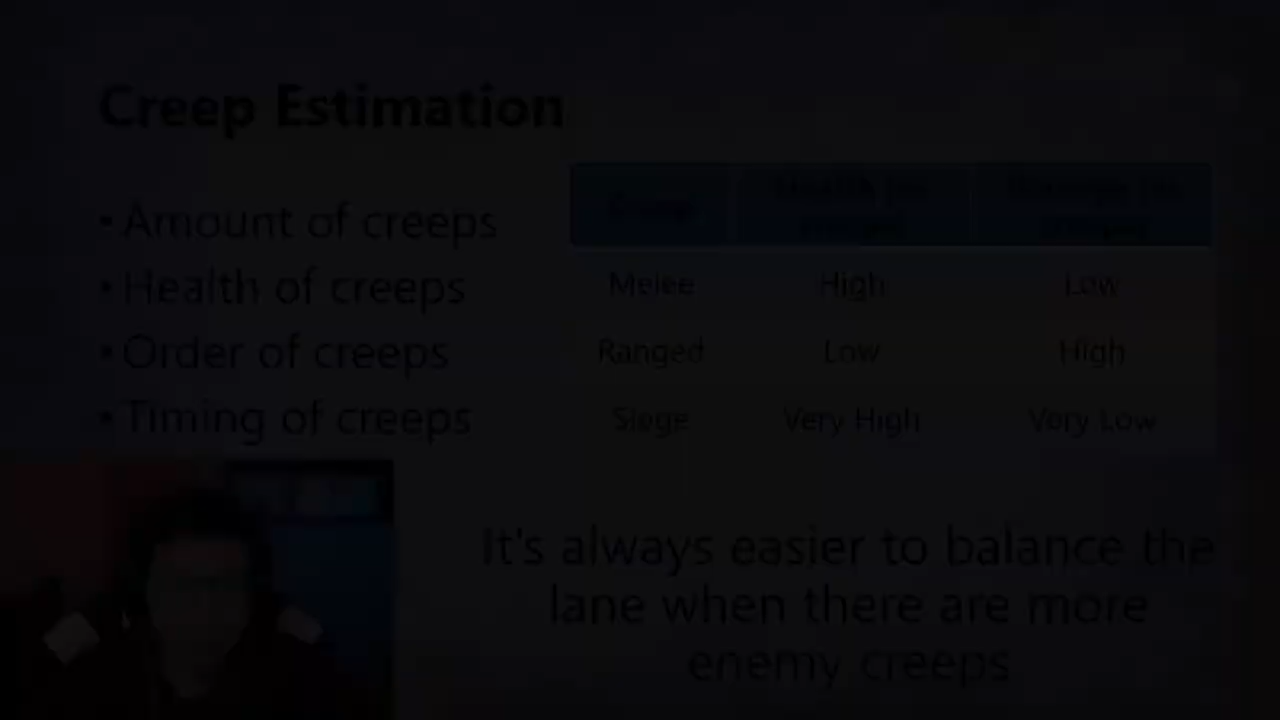 Creep Estimation
• Amount of creeps
• Health of creeps
• Order of creeps
• Timing of creeps
Melee High Low
Ranged Low High
Siege Very High Very Low
It's always easier to balance the
lane when there are more
enemy creeps